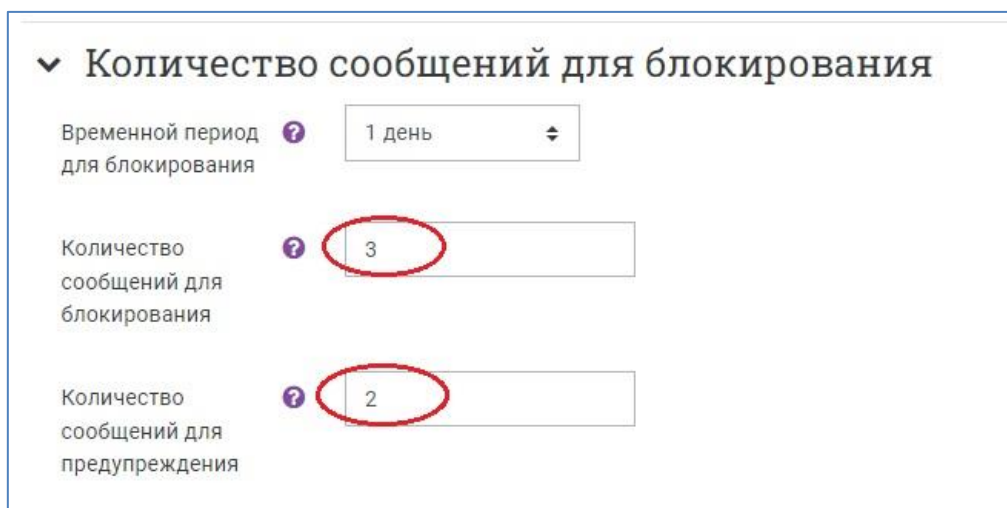 Количество сообщений для блокирования
Временной период
для блокирования
1 день
Количество
сообщений для
блокирования
3
Количество
сообщений для
предупреждения
2